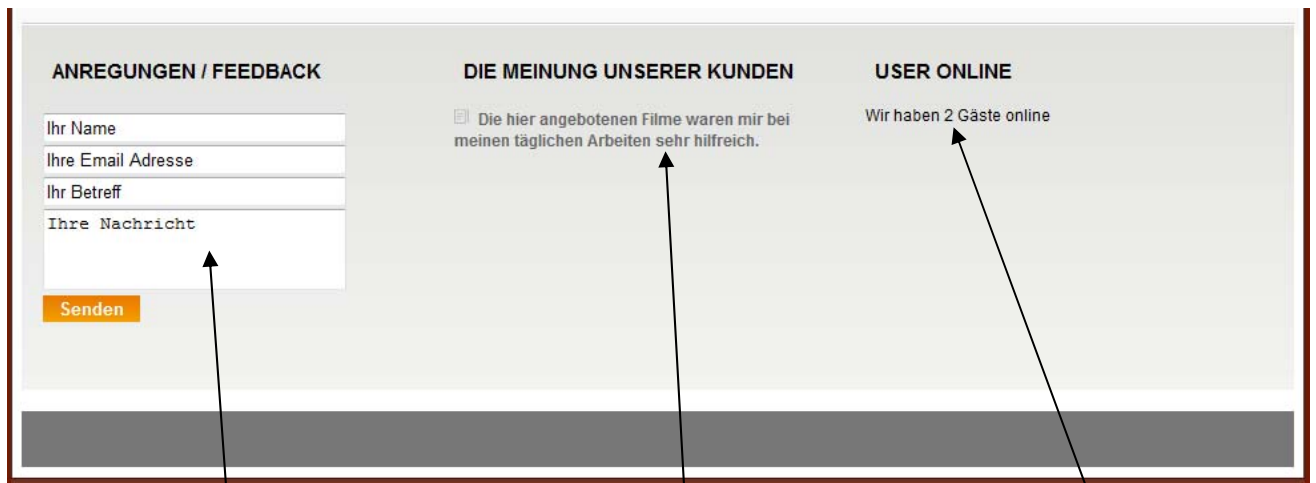 ANREGUNGEN / FEEDBACK
Ihr Name
Ihre Email Adresse
Ihr Betreff
Ihre Nachricht
Senden
DIE MEINUNG UNSERER KUNDEN
Die hier angebotenen Filme waren mir bei
meinen täglichen Arbeiten sehr hilfreich.
USER ONLINE
Wir haben 2 Gäste online